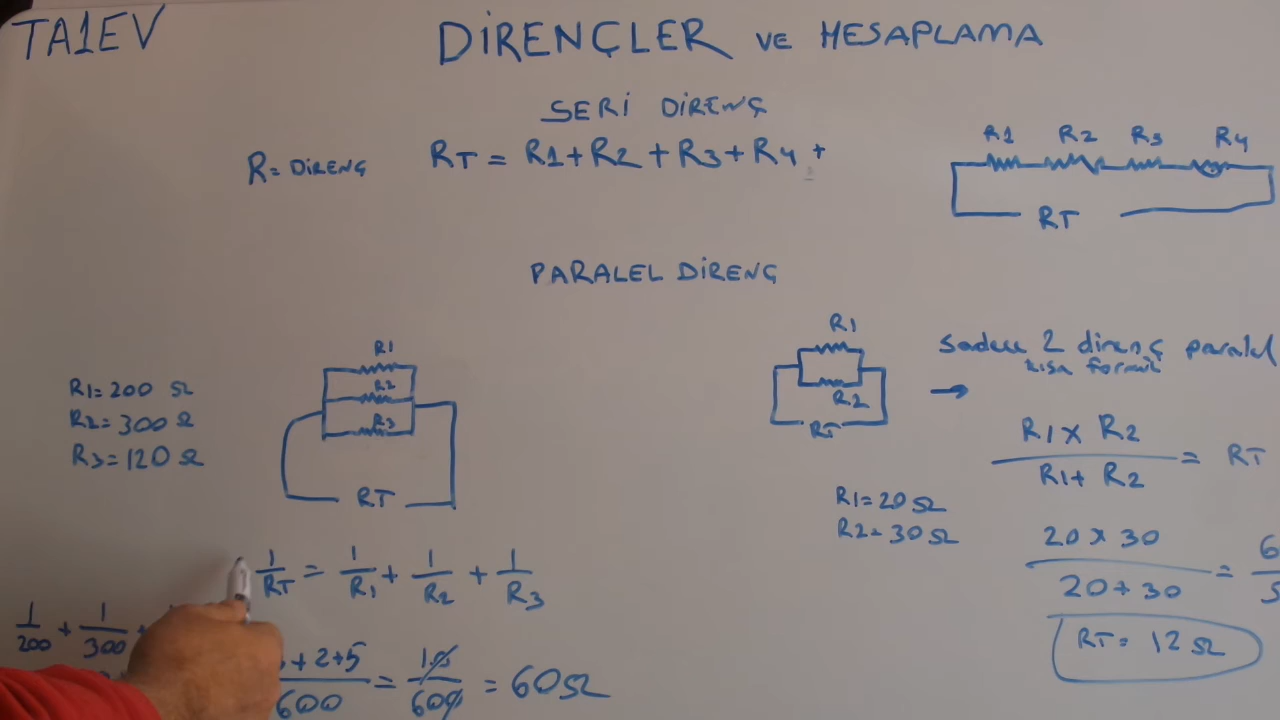 TA1EV
DİRENÇLER VE HESAPLAMA
SERİ DİRENÇ
R = DİRENÇ
RT = R1 + R2 + R3 + R4 +
R1 R2 R3 R4
RT
PARALEL DİRENÇ
R1 = 200 Ω
R2 = 300 Ω
R3 = 120 Ω
R1
R2
R3
RT
1/RT = 1/R1 + 1/R2 + 1/R3
1/200 + 1/300 +
+ 2 + 5 / 600 = 10/600 = 60 Ω
R1
R2
RT
Sadece 2 direnç paralel
kısa formül
R1 x R2 / R1 + R2 = RT
R1 = 20 Ω
R2 = 30 Ω
20 x 30 / 20 + 30 =
RT = 12 Ω